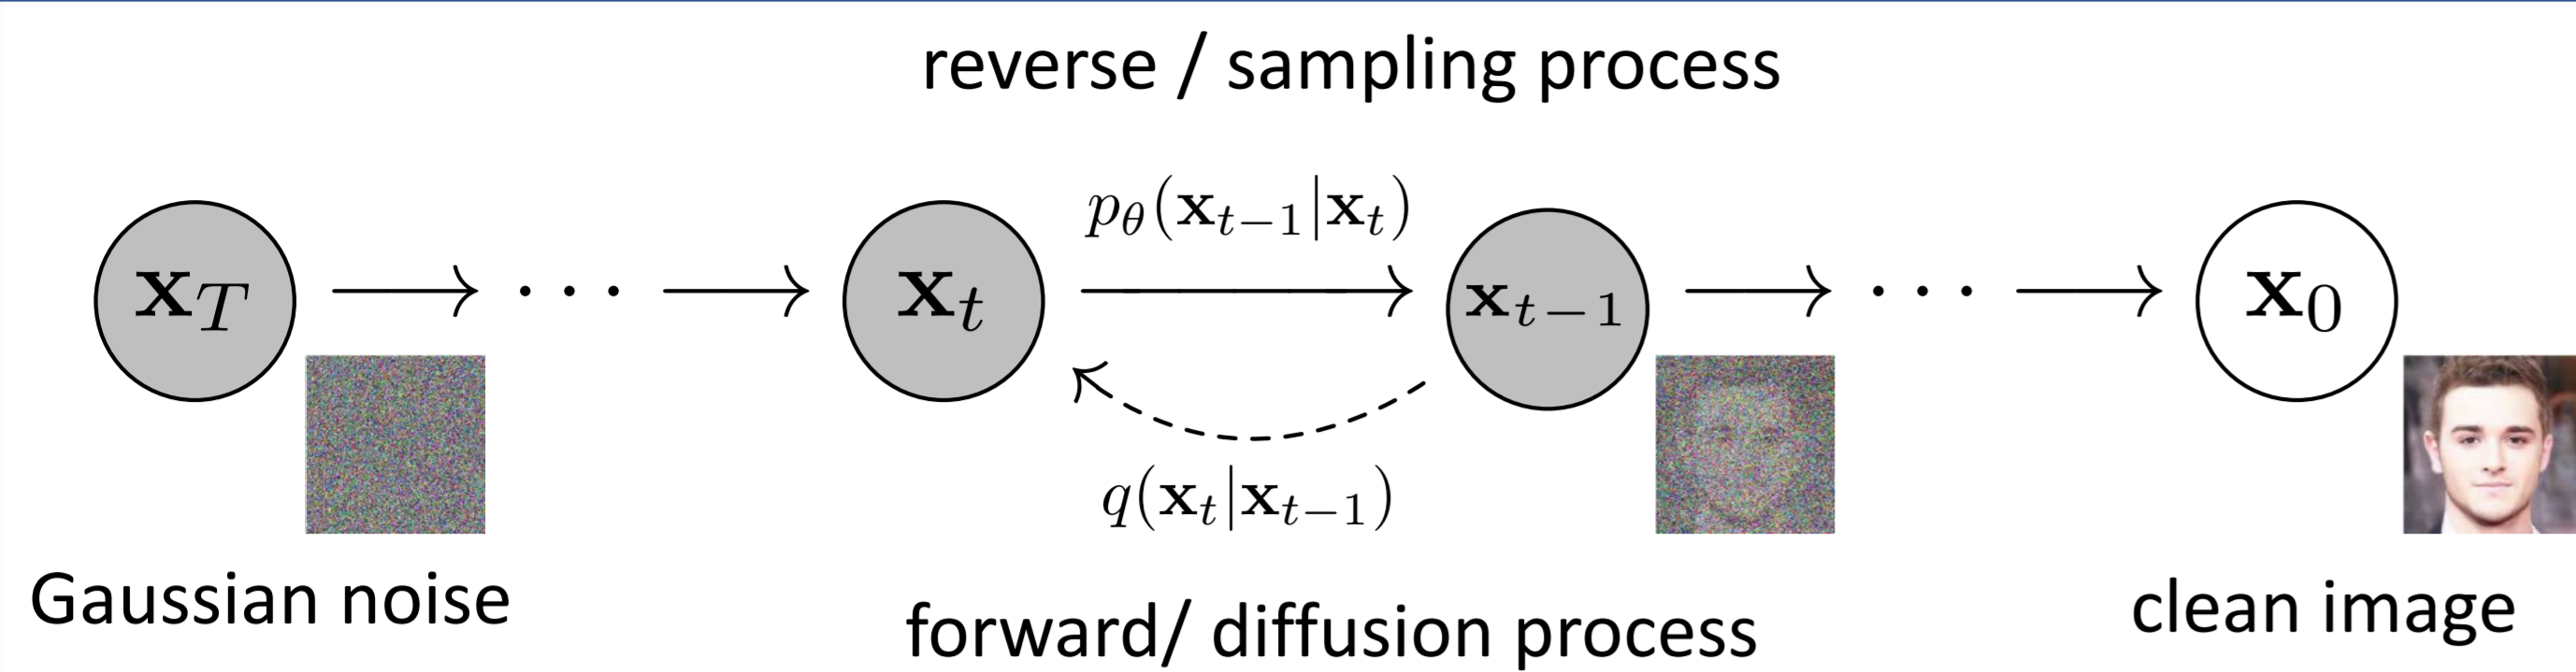 reverse / sampling process
p_θ(x_{t−1}|x_t)
x_T → · · · → x_t → x_{t−1} → · · · → x_0
q(x_t|x_{t−1})
Gaussian noise
forward/ diffusion process
clean image